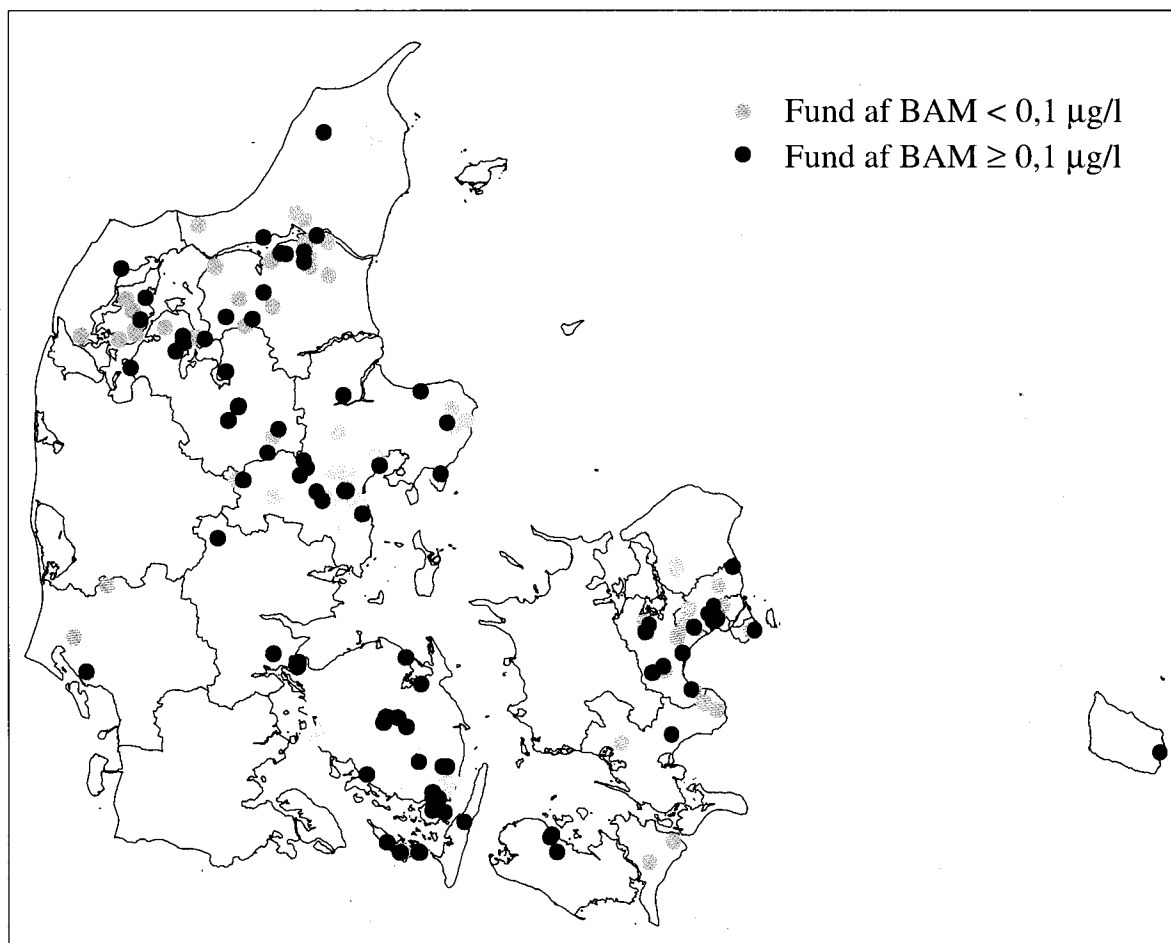 Fund af BAM < 0,1 µg/l
Fund af BAM ≥ 0,1 µg/l